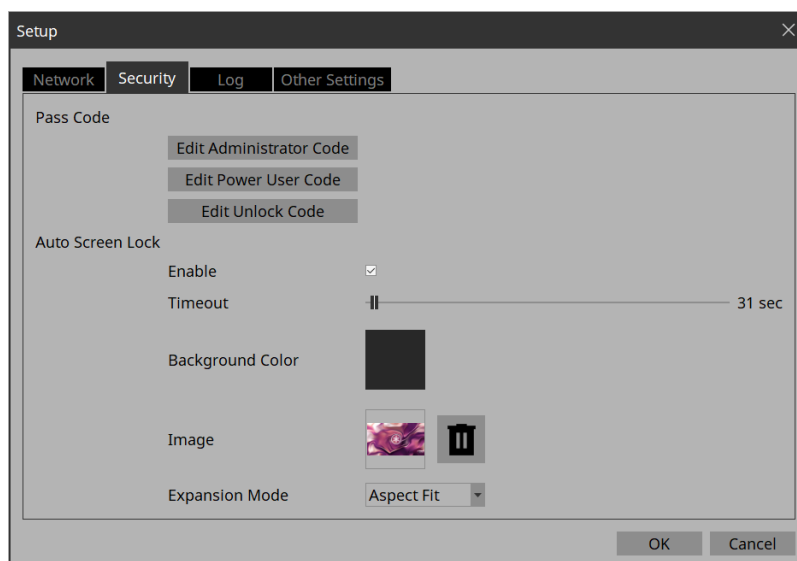 Setup
Network Security Log Other Settings
Pass Code
Edit Administrator Code
Edit Power User Code
Edit Unlock Code
Auto Screen Lock
Enable
Timeout 31 sec
Background Color
Image
Expansion Mode Aspect Fit
OK Cancel